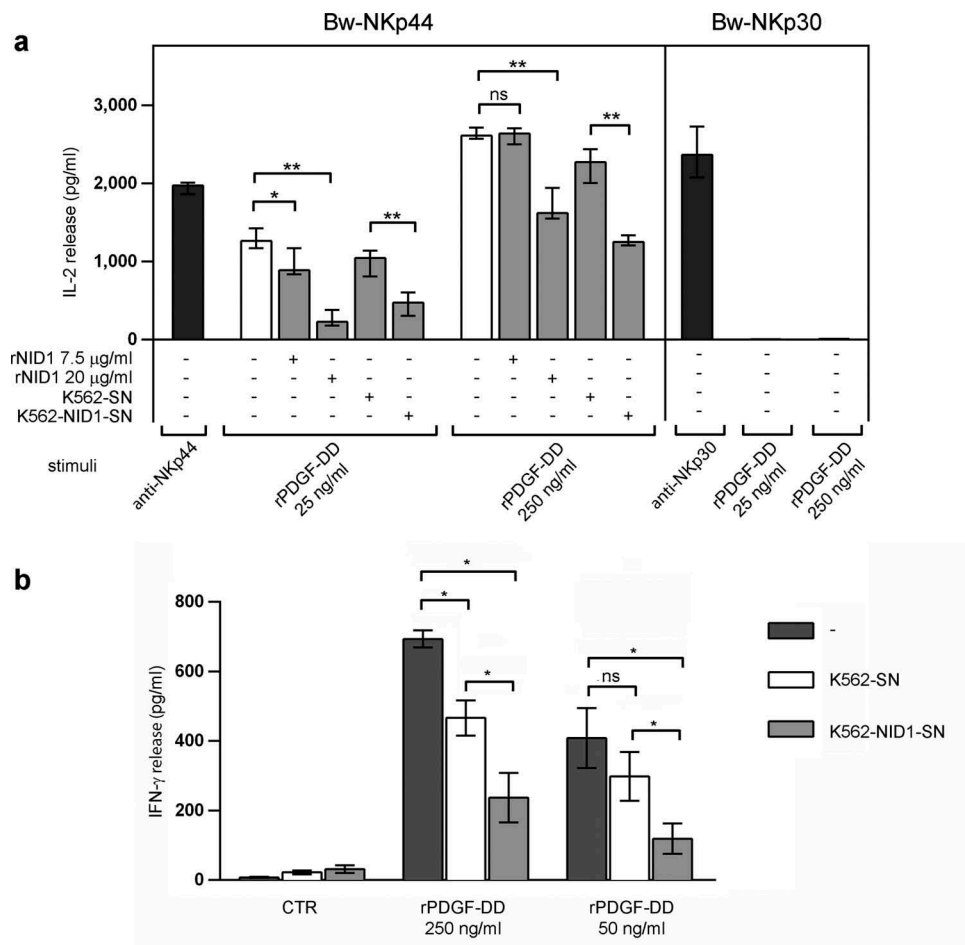 Bw-NKp44
Bw-NKp30
a
** 
ns
**
**
*
**
3,000
2,000
1,000
0
IL-2 release (pg/ml)
rNID1 7.5 µg/ml - - + - - - - + - - - -
rNID1 20 µg/ml - - - + - - - - + - - -
K562-SN - - - - + - - - - + - -
K562-NID1-SN - - - - - + - - - - + -
- - - -
- - - -
stimuli
anti-NKp44
rPDGF-DD
25 ng/ml
rPDGF-DD
250 ng/ml
anti-NKp30
rPDGF-DD
25 ng/ml
rPDGF-DD
250 ng/ml
b
*
*
*
*
ns
*
800
600
400
200
0
IFN-γ release (pg/ml)
CTR
rPDGF-DD
250 ng/ml
rPDGF-DD
50 ng/ml
-
K562-SN
K562-NID1-SN